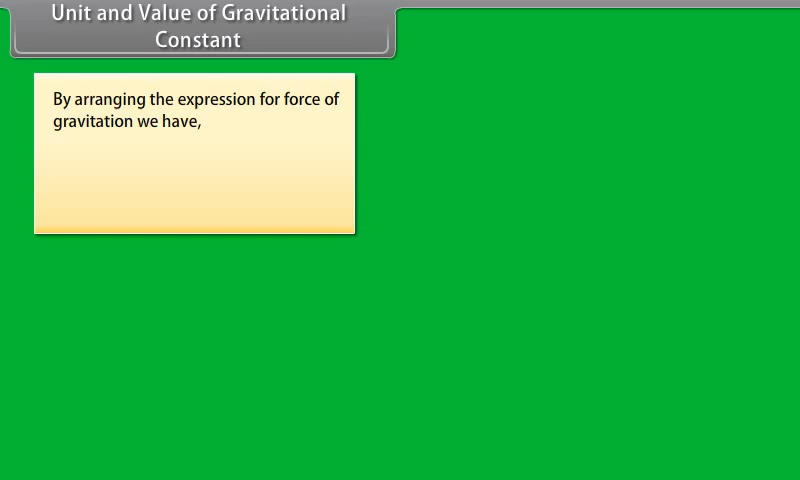 Unit and Value of Gravitational
Constant
By arranging the expression for force of
gravitation we have,